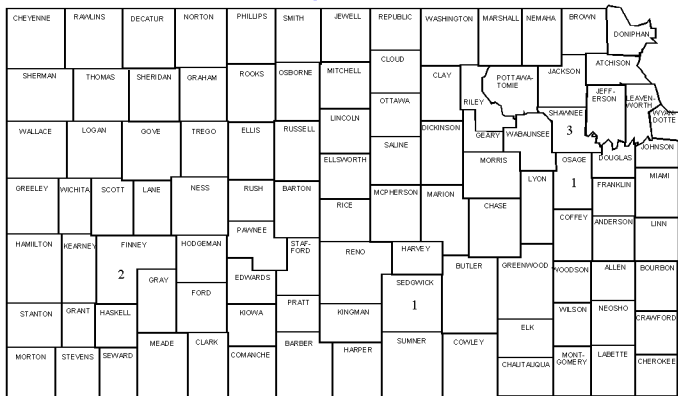 CHEYENNE RAWLINS DECATUR NORTON PHILLIPS SMITH JEWELL REPUBLIC WASHINGTON MARSHALL NEMAHA BROWN
DONIPHAN
SHERMAN THOMAS SHERIDAN GRAHAM ROOKS OSBORNE MITCHELL CLOUD CLAY RILEY POTTAWA-
TOMIE JACKSON ATCHISON
JEFF-
ERSON LEAVEN-
WORTH
WYAN
DOTTE
OTTAWA
SHAWNEE
3
WALLACE LOGAN GOVE TREGO ELLIS RUSSELL LINCOLN SALINE DICKINSON GEARY WABAUNSEE
ELLSWORTH MORRIS OSAGE
1
DOUGLAS JOHNSON
GREELEY WICHITA SCOTT LANE NESS RUSH BARTON RICE MCPHERSON MARION CHASE LYON FRANKLIN MIAMI
COFFEY ANDERSON LINN
HAMILTON KEARNEY FINNEY
2
HODGEMAN PAWNEE STAF-
FORD RENO HARVEY BUTLER GREENWOOD WOODSON ALLEN BOURBON
GRAY EDWARDS SEDGWICK
1
FORD
STANTON GRANT HASKELL KIOWA PRATT KINGMAN WILSON NEOSHO CRAWFORD
ELK
MORTON STEVENS SEWARD MEADE CLARK COMANCHE BARBER HARPER SUMNER COWLEY CHAUTAUQUA MONT-
GOMERY LABETTE CHEROKEE